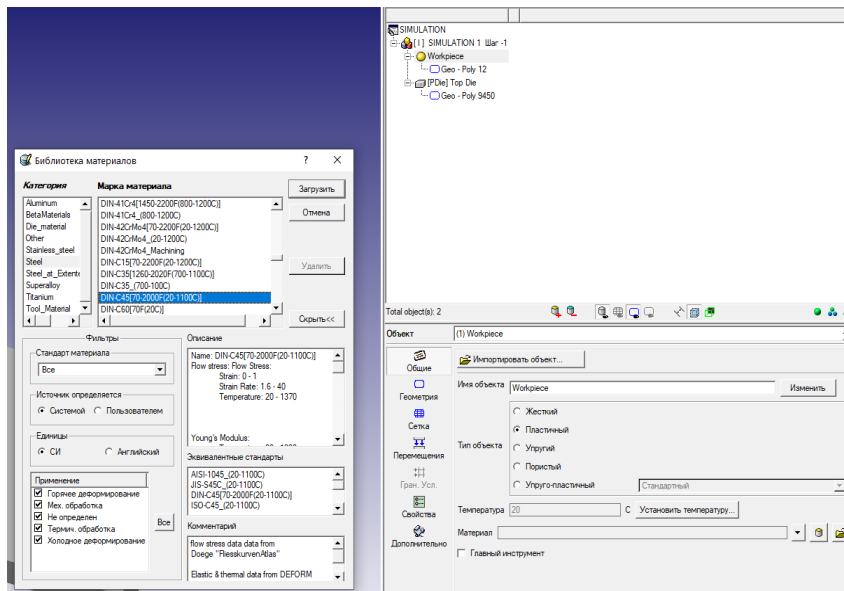 SIMULATION
[ I ] SIMULATION 1 Шаг -1
Workpiece
Geo - Poly 12
[PDie] Top Die
Geo - Poly 9450
Библиотека материалов ?
Категория
Марка материала
Загрузить
Отмена
Удалить
Скрыть<<
Aluminum
BetaMaterials
Die_material
Other
Stainless_steel
Steel
Steel_at_Extente
Superalloy
Titanium
Tool_Material
DIN-41Cr4[1450-2200F(800-1200C)]
DIN-41Cr4_(800-1200C)
DIN-42CrMo4[70-2200F(20-1200C)]
DIN-42CrMo4_(20-1200C)
DIN-42CrMo4_Machining
DIN-C15[70-2200F(20-1200C)]
DIN-C35[1260-2020F(700-1100C)]
DIN-C35_(700-100C)
DIN-C45[70-2000F(20-1100C)]
DIN-C60[70F(20C)]
Фильтры
Стандарт материала
Все
Источник определяется
Системой Пользователем
Единицы
СИ Английский
Применение
Горячее деформирование
Мех. обработка
Не определен
Термич. обработка
Холодное деформирование
Все
Описание
Name: DIN-C45[70-2000F(20-1100C)]
Flow stress: Flow Stress:
Strain: 0 - 1
Strain Rate: 1.6 - 40
Temperature: 20 - 1370
Young's Modulus:
Эквивалентные стандарты
AISI-1045_(20-1100C)
JIS-S45C_(20-1100C)
DIN-C45[70-2000F(20-1100C)]
ISO-C45_(20-1100C)
Комментарий
flow stress data data from
Doege "FliesskurvenAtlas"
Elastic & thermal data from DEFORM
Total object(s): 2
Объект
(1) Workpiece
Общие
Геометрия
Сетка
Перемещения
Гран. Усл.
Свойства
Дополнительно
Импортировать объект...
Имя объекта Workpiece Изменить
Тип объекта
Жесткий
Пластичный
Упругий
Пористый
Упруго-пластичный Стандартный
Температура 20 C Установить температуру...
Материал
Главный инструмент